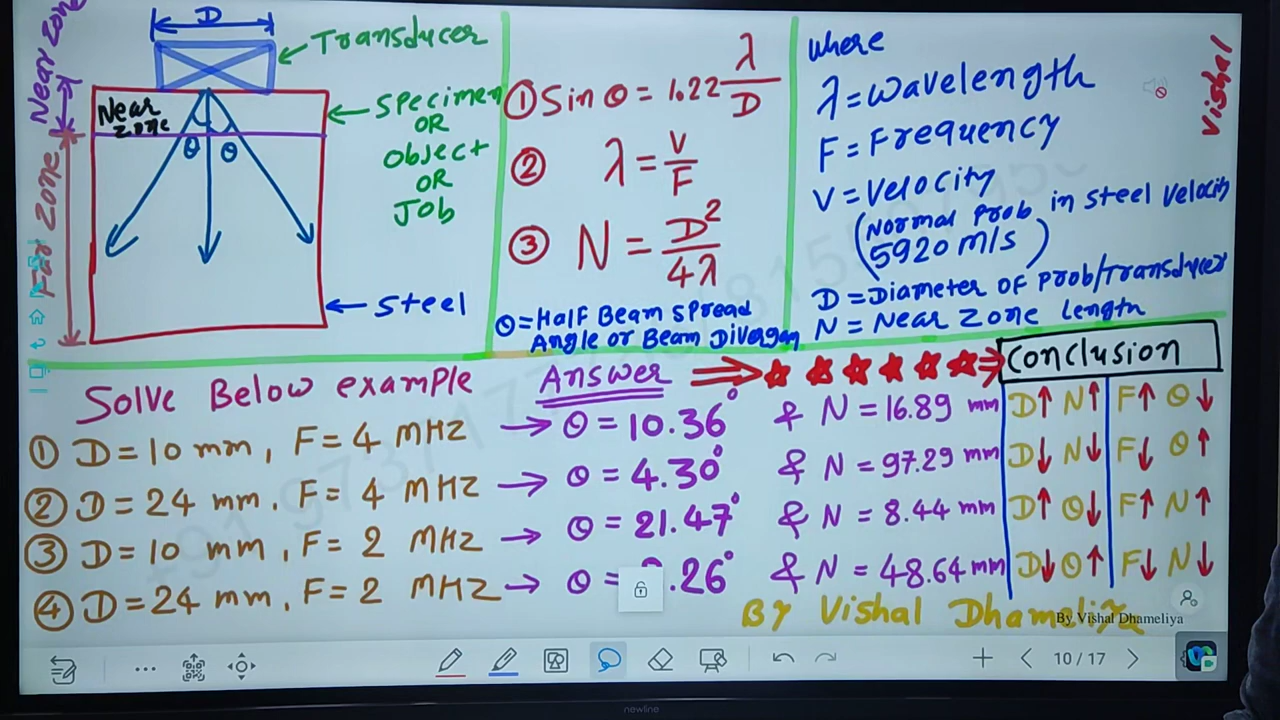 D
Transducer
Near Zone
Near
Zone
Far Zone
θ θ
Specimen
OR
Object
OR
Job
Steel
① Sin θ = 1.22 λ/D
② λ = V/F
③ N = D²/4λ
θ = Half Beam Spread
Angle or Beam Divergen
Where
λ = Wavelength
F = Frequency
V = Velocity
(Normal Prob in Steel Velocity
5920 m/s)
D = Diameter of Prob/Transducer
N = Near Zone Length
Vishal
Solve Below example
Answer
Conclusion
① D = 10 mm, F = 4 MHZ → θ = 10.36° & N = 16.89 mm
② D = 24 mm. F = 4 MHZ → θ = 4.30° & N = 97.29 mm
③ D = 10 mm, F = 2 MHZ → θ = 21.47° & N = 8.44 mm
④ D = 24 mm. F = 2 MHZ → θ = .26° & N = 48.64 mm
D↑ N↑ F↑ θ↓
D↓ N↓ F↓ θ↑
D↑ θ↓ F↑ N↑
D↓ θ↑ F↓ N↓
By Vishal Dhameliya
By Vishal Dhameliya
10 / 17
newline